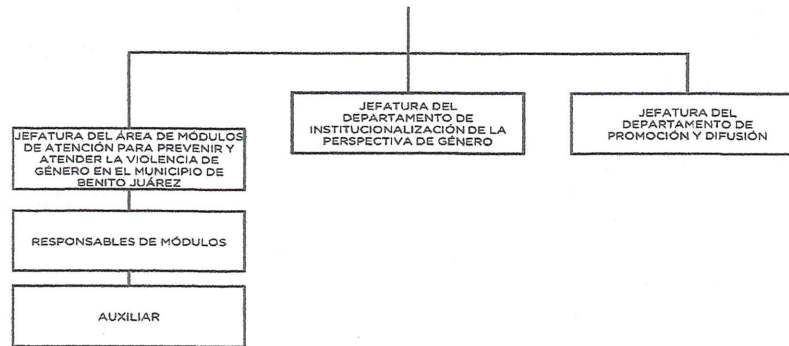 JEFATURA DEL ÁREA DE MÓDULOS
DE ATENCIÓN PARA PREVENIR Y
ATENDER LA VIOLENCIA DE
GÉNERO EN EL MUNICIPIO DE
BENITO JUÁREZ
RESPONSABLES DE MÓDULOS
AUXILIAR
JEFATURA DEL
DEPARTAMENTO DE
INSTITUCIONALIZACIÓN DE LA
PERSPECTIVA DE GÉNERO
JEFATURA DEL
DEPARTAMENTO DE
PROMOCIÓN Y DIFUSIÓN